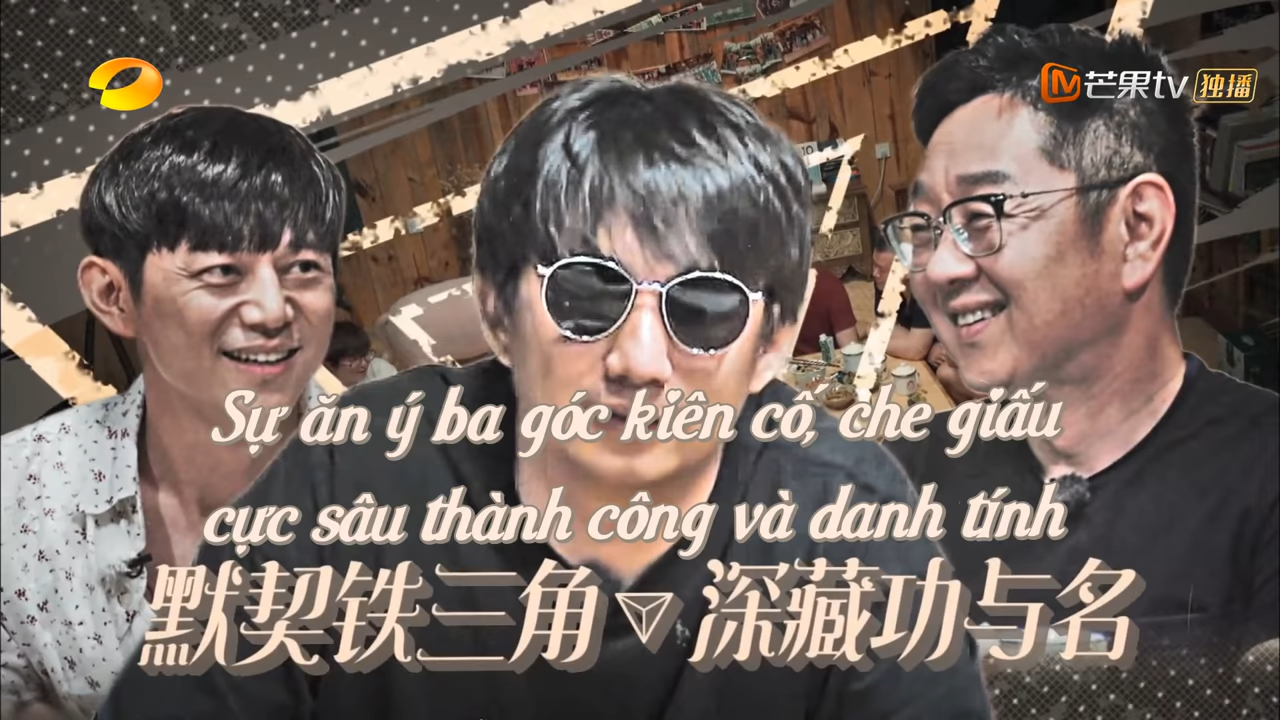 芒果tv 独播
Sự ăn ý ba góc kiên cố, che giấu
cực sâu thành công và danh tính
默契铁三角 深藏功与名